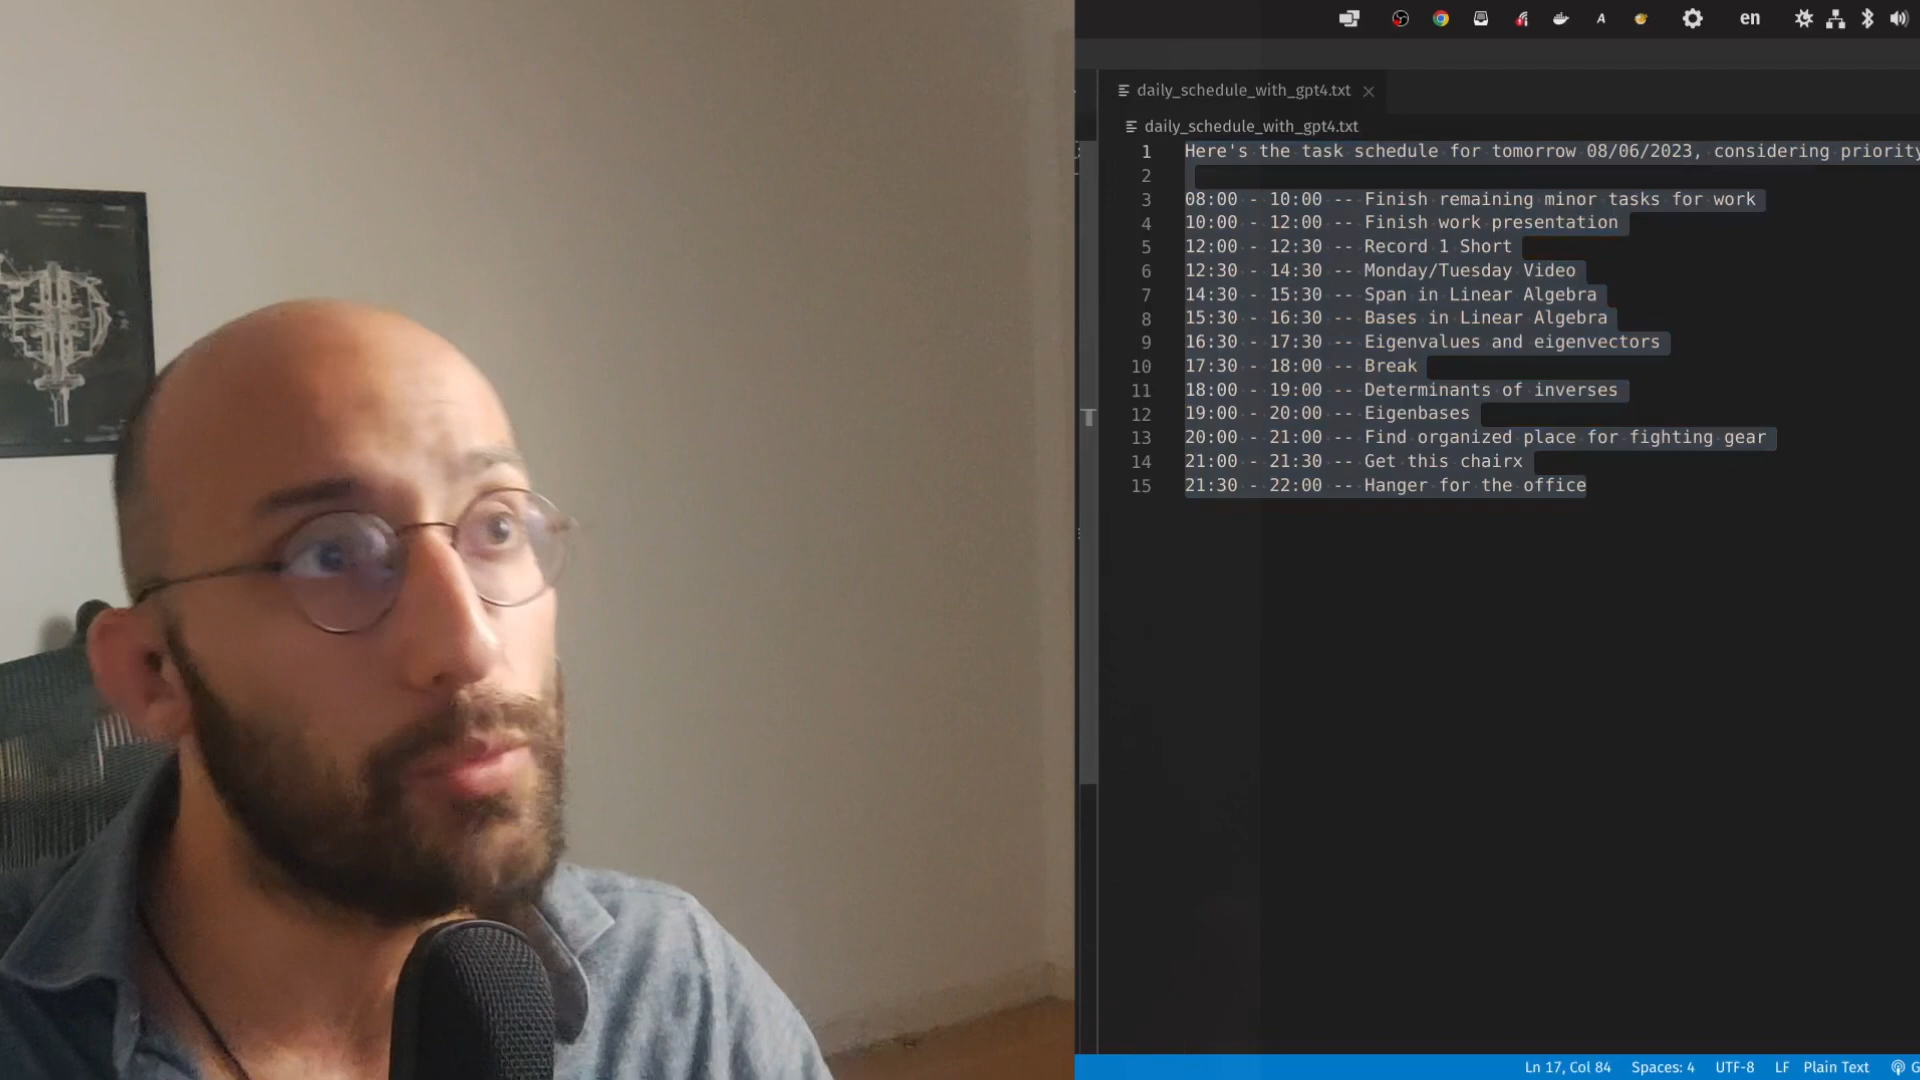 en
daily_schedule_with_gpt4.txt
daily_schedule_with_gpt4.txt
1 Here's the task schedule for tomorrow 08/06/2023, considering priority
2
3 08:00 - 10:00 -- Finish remaining minor tasks for work
4 10:00 - 12:00 -- Finish work presentation
5 12:00 - 12:30 -- Record 1 Short
6 12:30 - 14:30 -- Monday/Tuesday Video
7 14:30 - 15:30 -- Span in Linear Algebra
8 15:30 - 16:30 -- Bases in Linear Algebra
9 16:30 - 17:30 -- Eigenvalues and eigenvectors
10 17:30 - 18:00 -- Break
11 18:00 - 19:00 -- Determinants of inverses
12 19:00 - 20:00 -- Eigenbases
13 20:00 - 21:00 -- Find organized place for fighting gear
14 21:00 - 21:30 -- Get this chairx
15 21:30 - 22:00 -- Hanger for the office
Ln 17, Col 84 Spaces: 4 UTF-8 LF Plain Text G